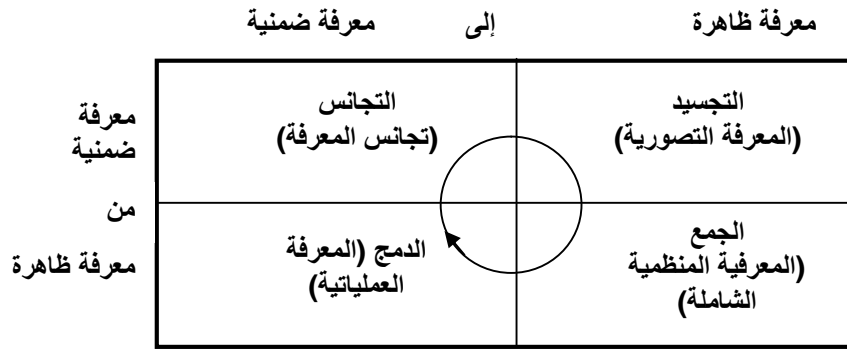 معرفة ظاهرة إلى معرفة ضمنية
معرفة
ضمنية
من
معرفة ظاهرة
التجسيد
(المعرفة التصورية)
التجانس
(تجانس المعرفة)
الجمع
(المعرفية المنظمية
الشاملة)
الدمج (المعرفة
العملياتية)